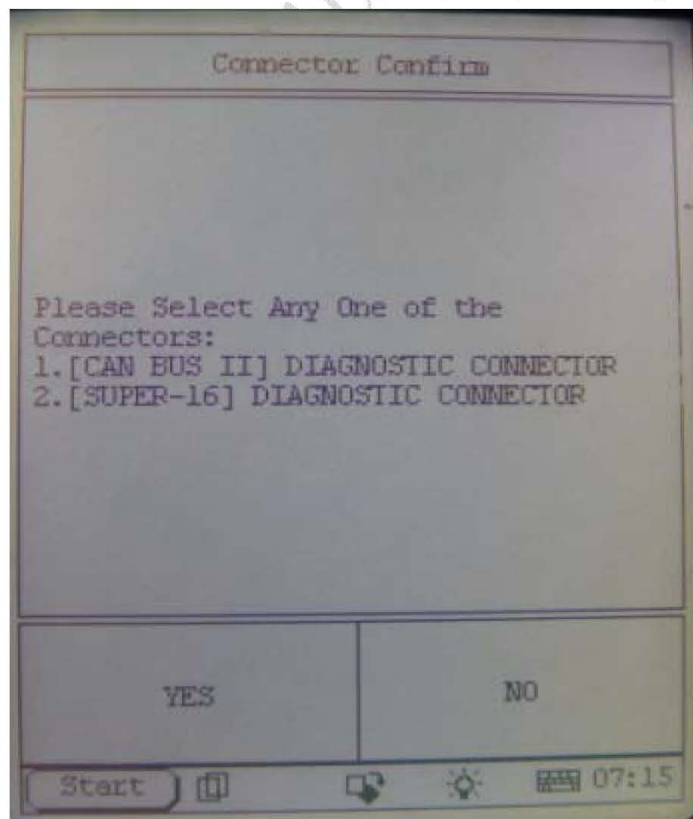 Connector Confirm
Please Select Any One of the
Connectors:
1.[CAN BUS II] DIAGNOSTIC CONNECTOR
2.[SUPER-16] DIAGNOSTIC CONNECTOR
YES
NO
Start
07:15